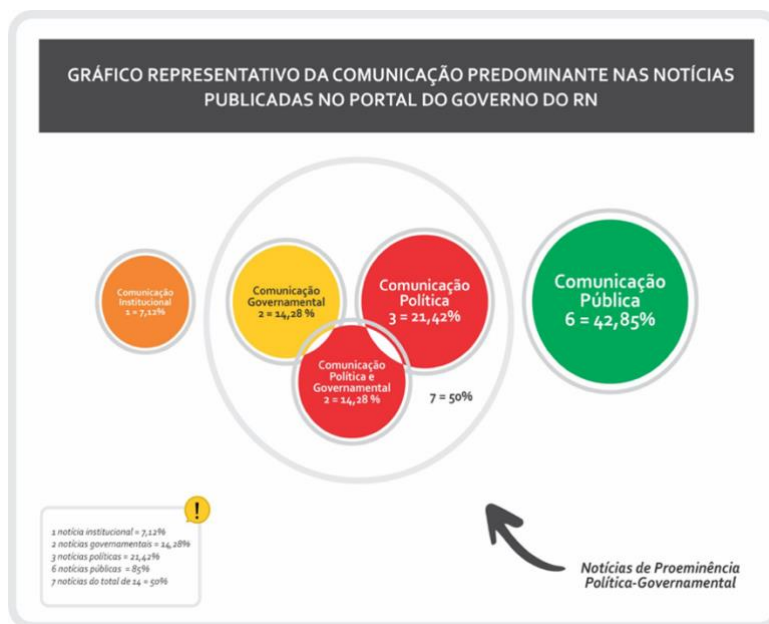 GRÁFICO REPRESENTATIVO DA COMUNICAÇÃO PREDOMINANTE NAS NOTÍCIAS
PUBLICADAS NO PORTAL DO GOVERNO DO RN
Comunicação
Institucional
1 = 7,12%
Comunicação
Governamental
2 = 14,28 %
Comunicação
Política
3 = 21,42%
Comunicação
Política e
Governamental
2 = 14,28 %
7 = 50%
Comunicação
Pública
6 = 42,85%
!
1 notícia institucional = 7,12%
2 notícias governamentais = 14,28%
3 notícias políticas = 21,42%
6 notícias públicas = 85%
7 notícias do total de 14 = 50%
Notícias de Proeminência
Política-Governamental